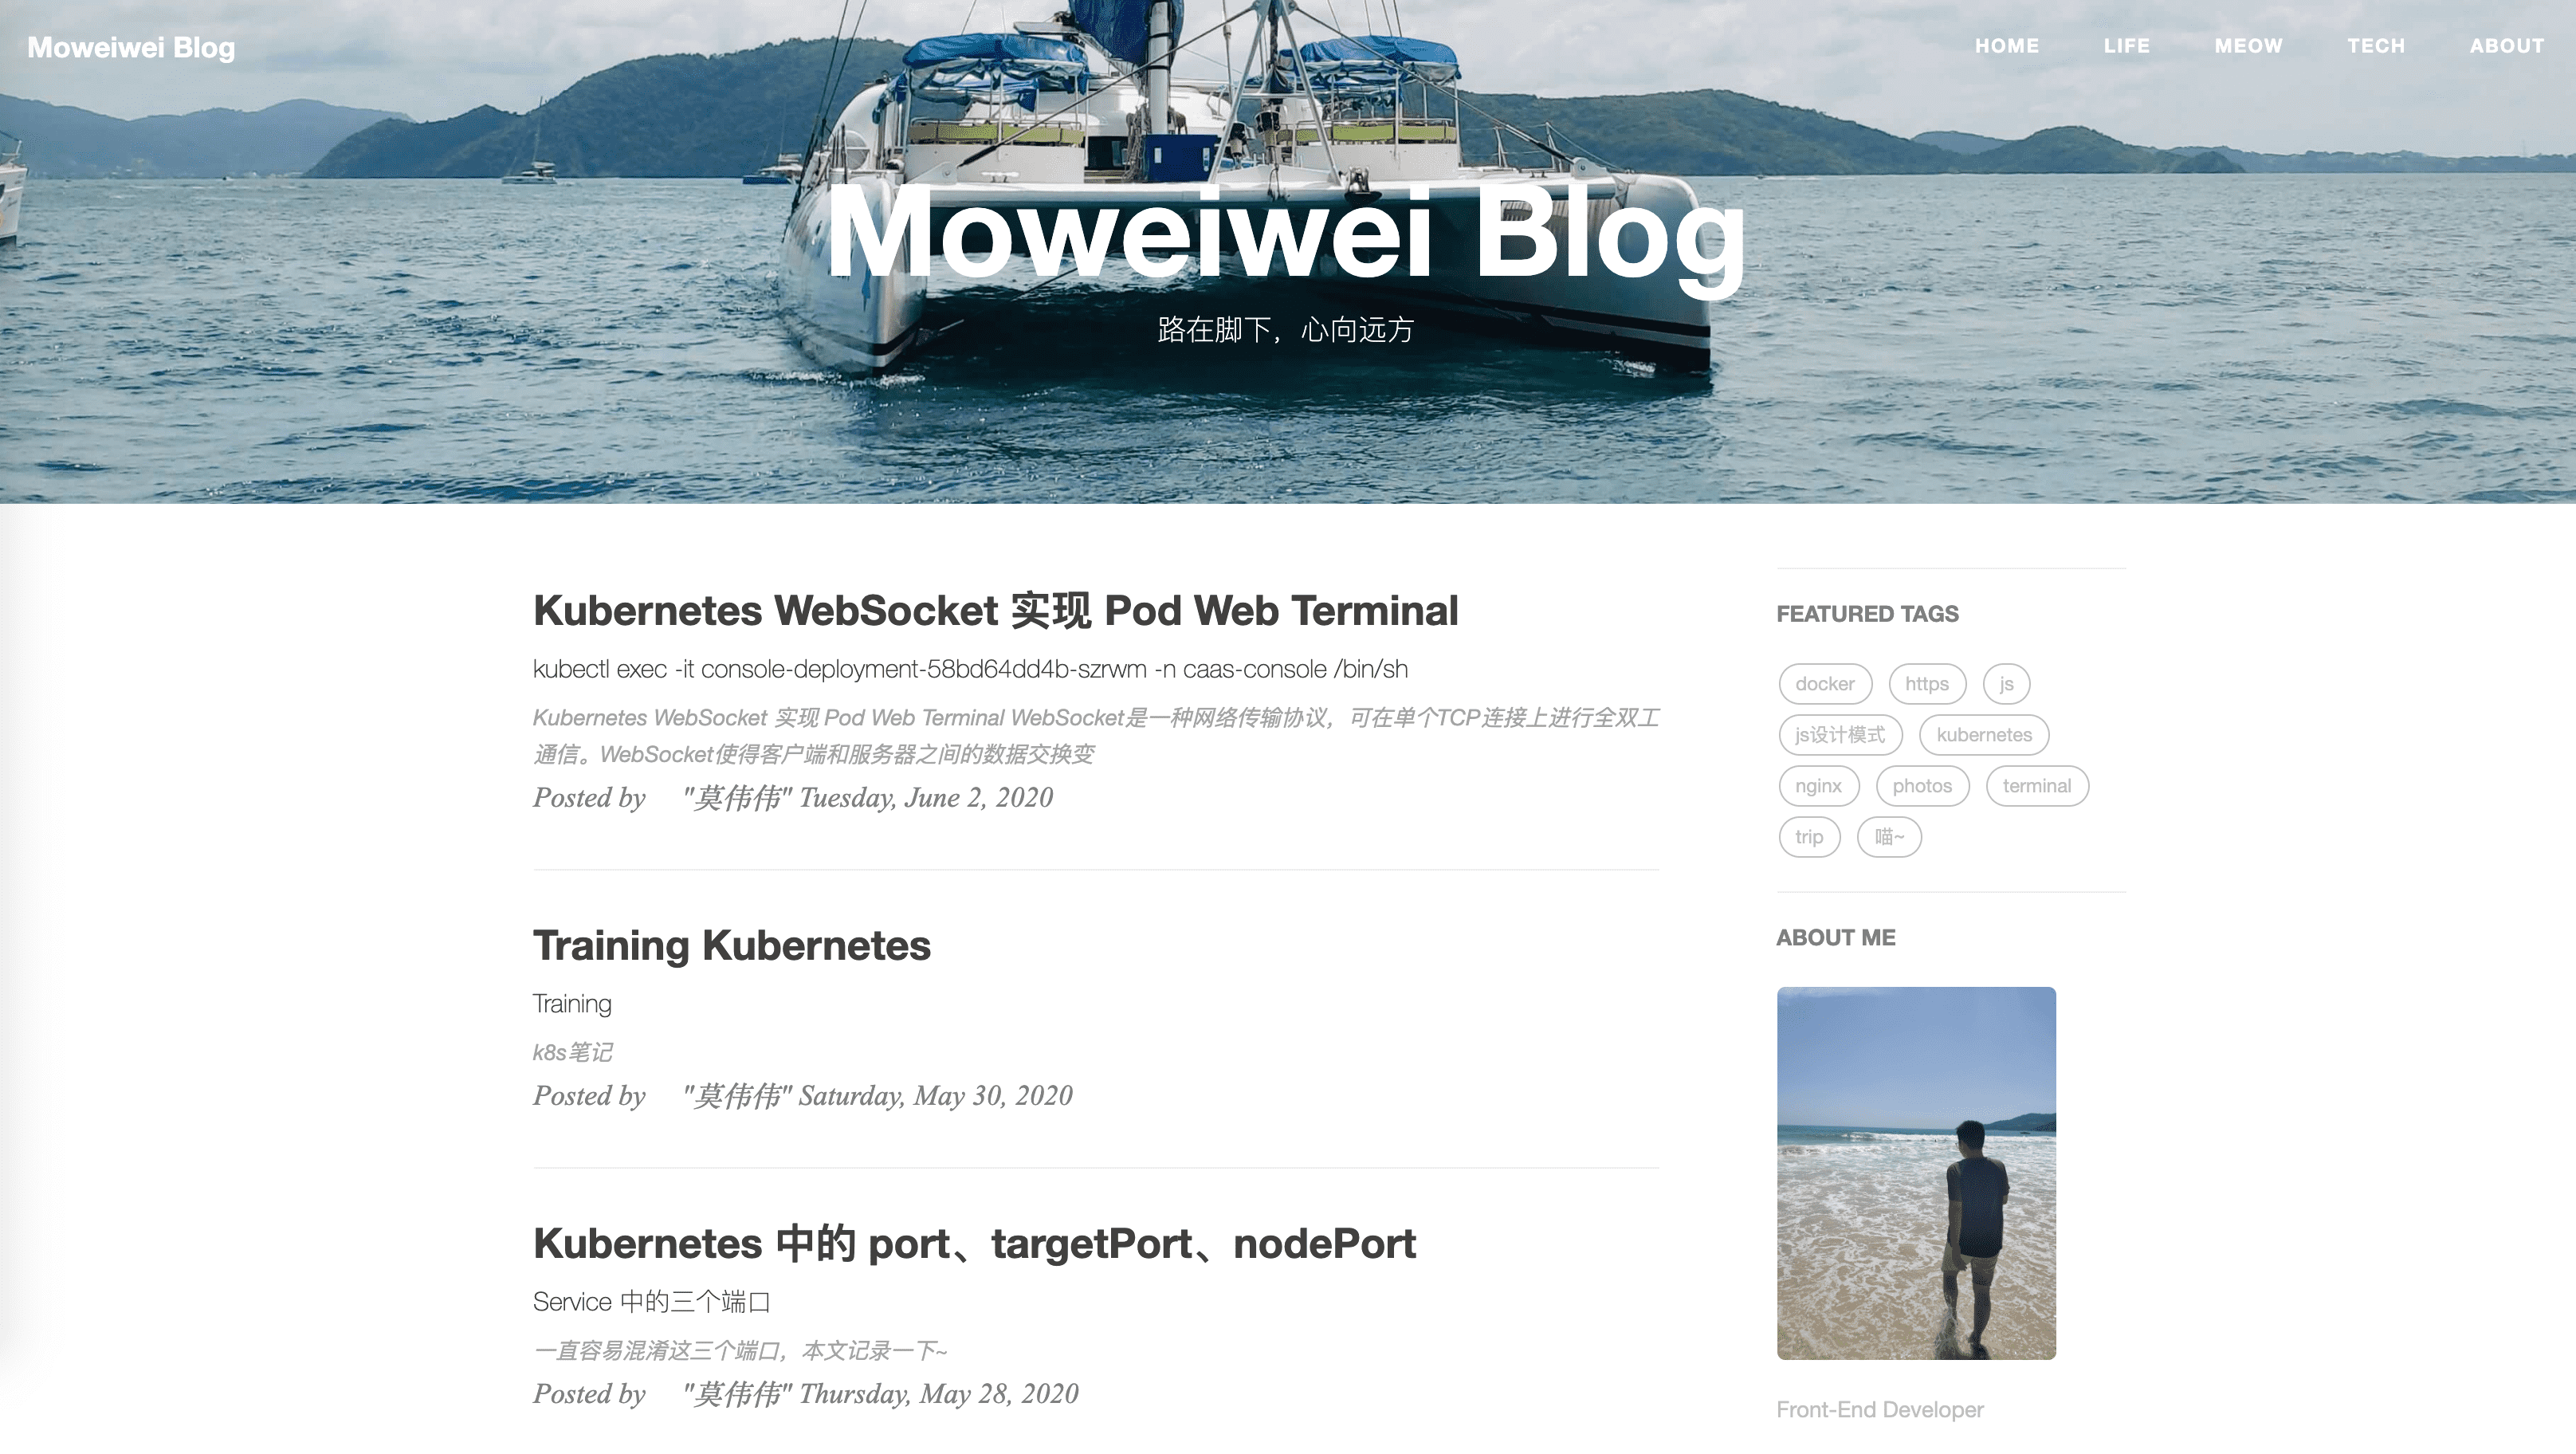 Moweiwei Blog
HOME LIFE MEOW TECH ABOUT
Moweiwei Blog
路在脚下，心向远方
Kubernetes WebSocket 实现 Pod Web Terminal
kubectl exec -it console-deployment-58bd64dd4b-szrwm -n caas-console /bin/sh
Kubernetes WebSocket 实现 Pod Web Terminal WebSocket是一种网络传输协议，可在单个TCP连接上进行全双工
通信。WebSocket使得客户端和服务器之间的数据交换变
Posted by "莫伟伟" Tuesday, June 2, 2020
Training Kubernetes
Training
k8s笔记
Posted by "莫伟伟" Saturday, May 30, 2020
Kubernetes 中的 port、targetPort、nodePort
Service 中的三个端口
一直容易混淆这三个端口，本文记录一下~
Posted by "莫伟伟" Thursday, May 28, 2020
FEATURED TAGS
docker https js
js设计模式 kubernetes
nginx photos terminal
trip 喵~
ABOUT ME
Front-End Developer